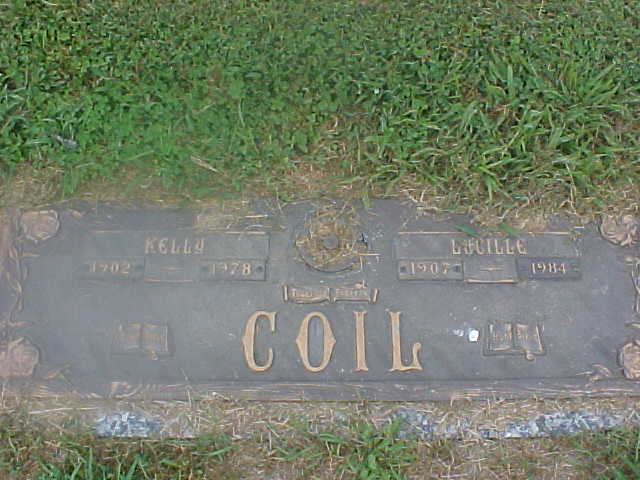 KELLY
1902 — 1978
LUCILLE
1907 — 1984
COIL